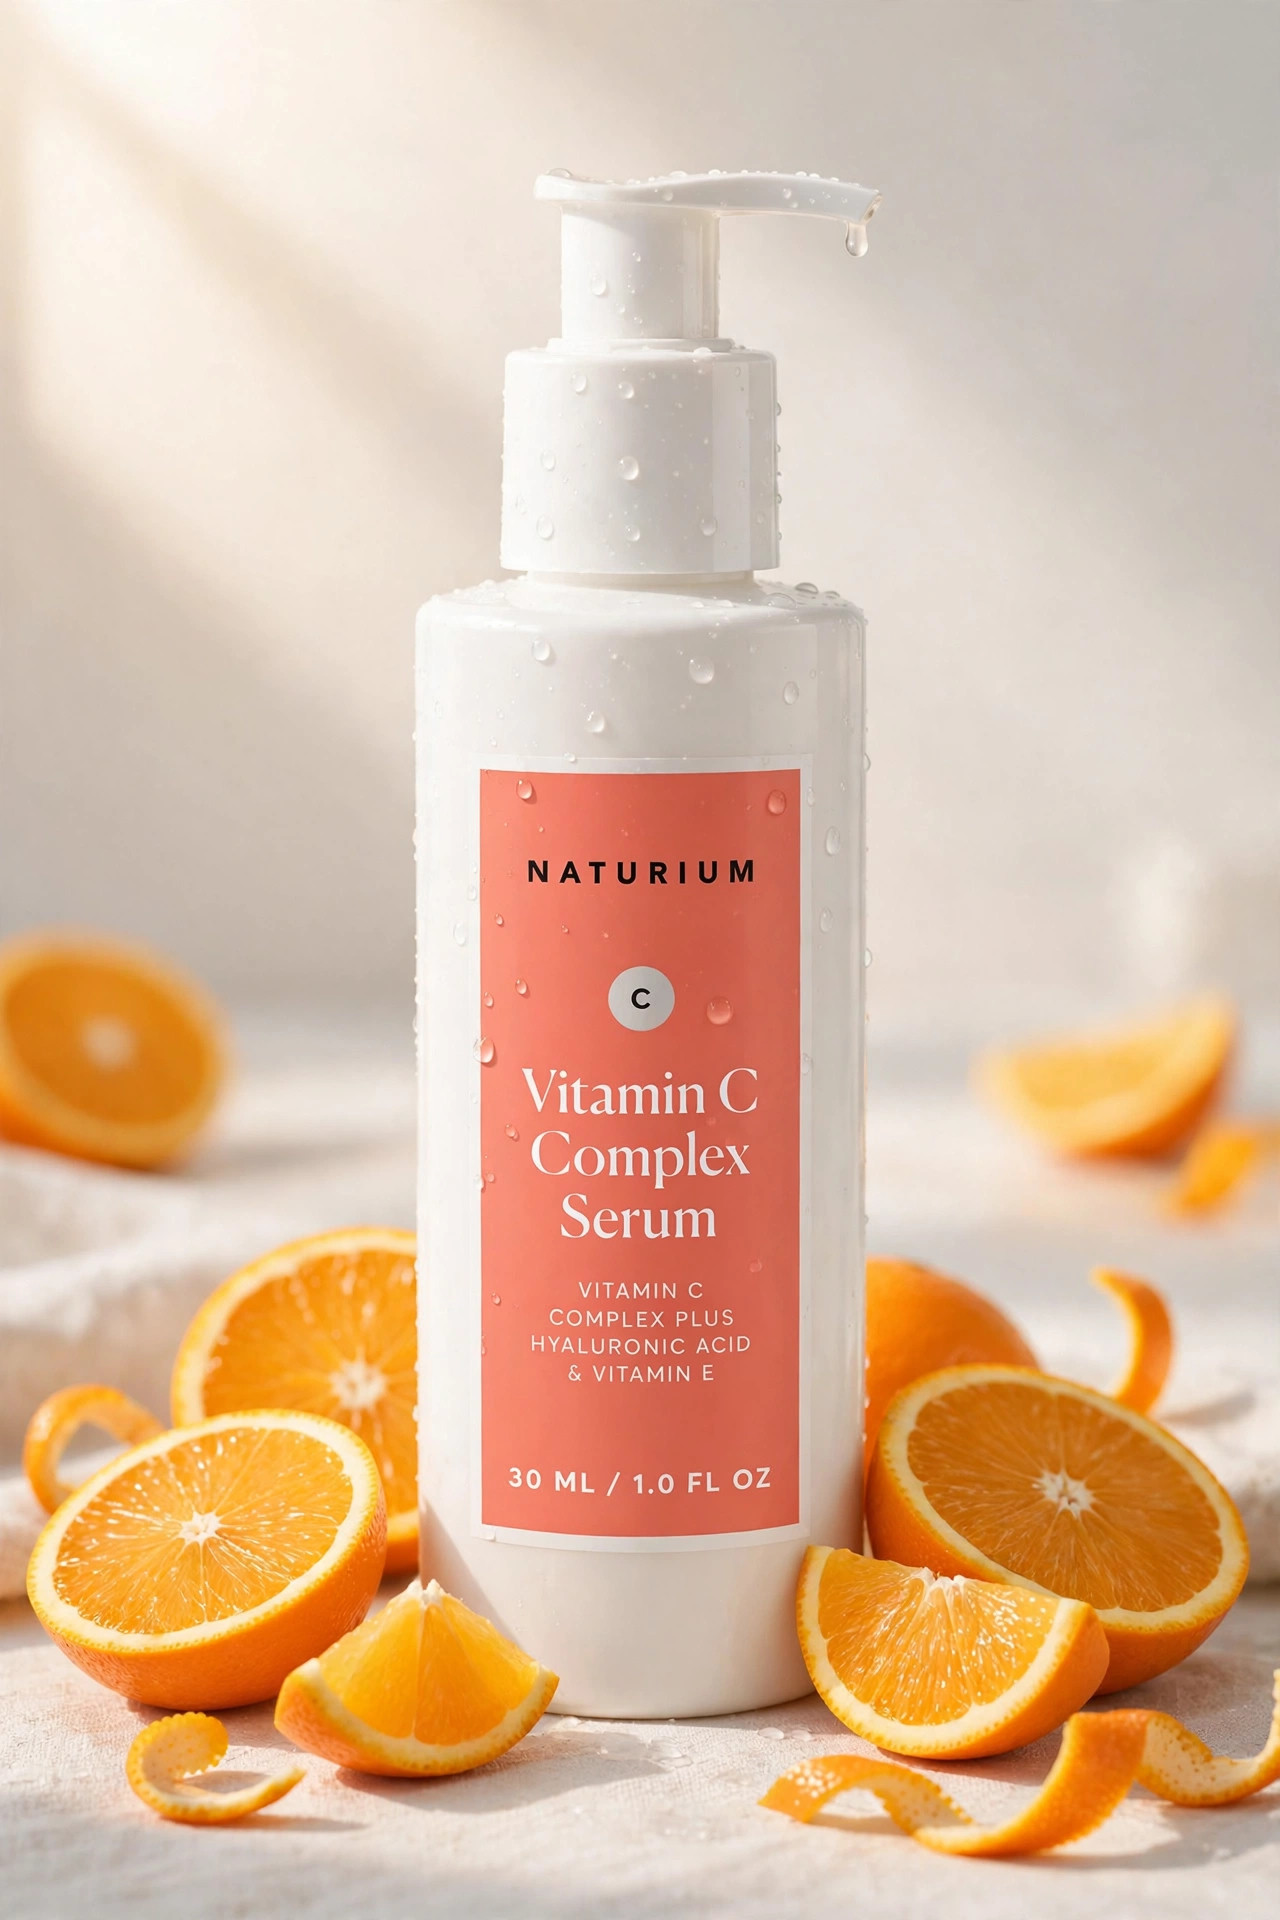 NATURIUM
C
Vitamin C
Complex
Serum
VITAMIN C
COMPLEX PLUS
HYALURONIC ACID
& VITAMIN E
30 ML / 1.0 FL OZ